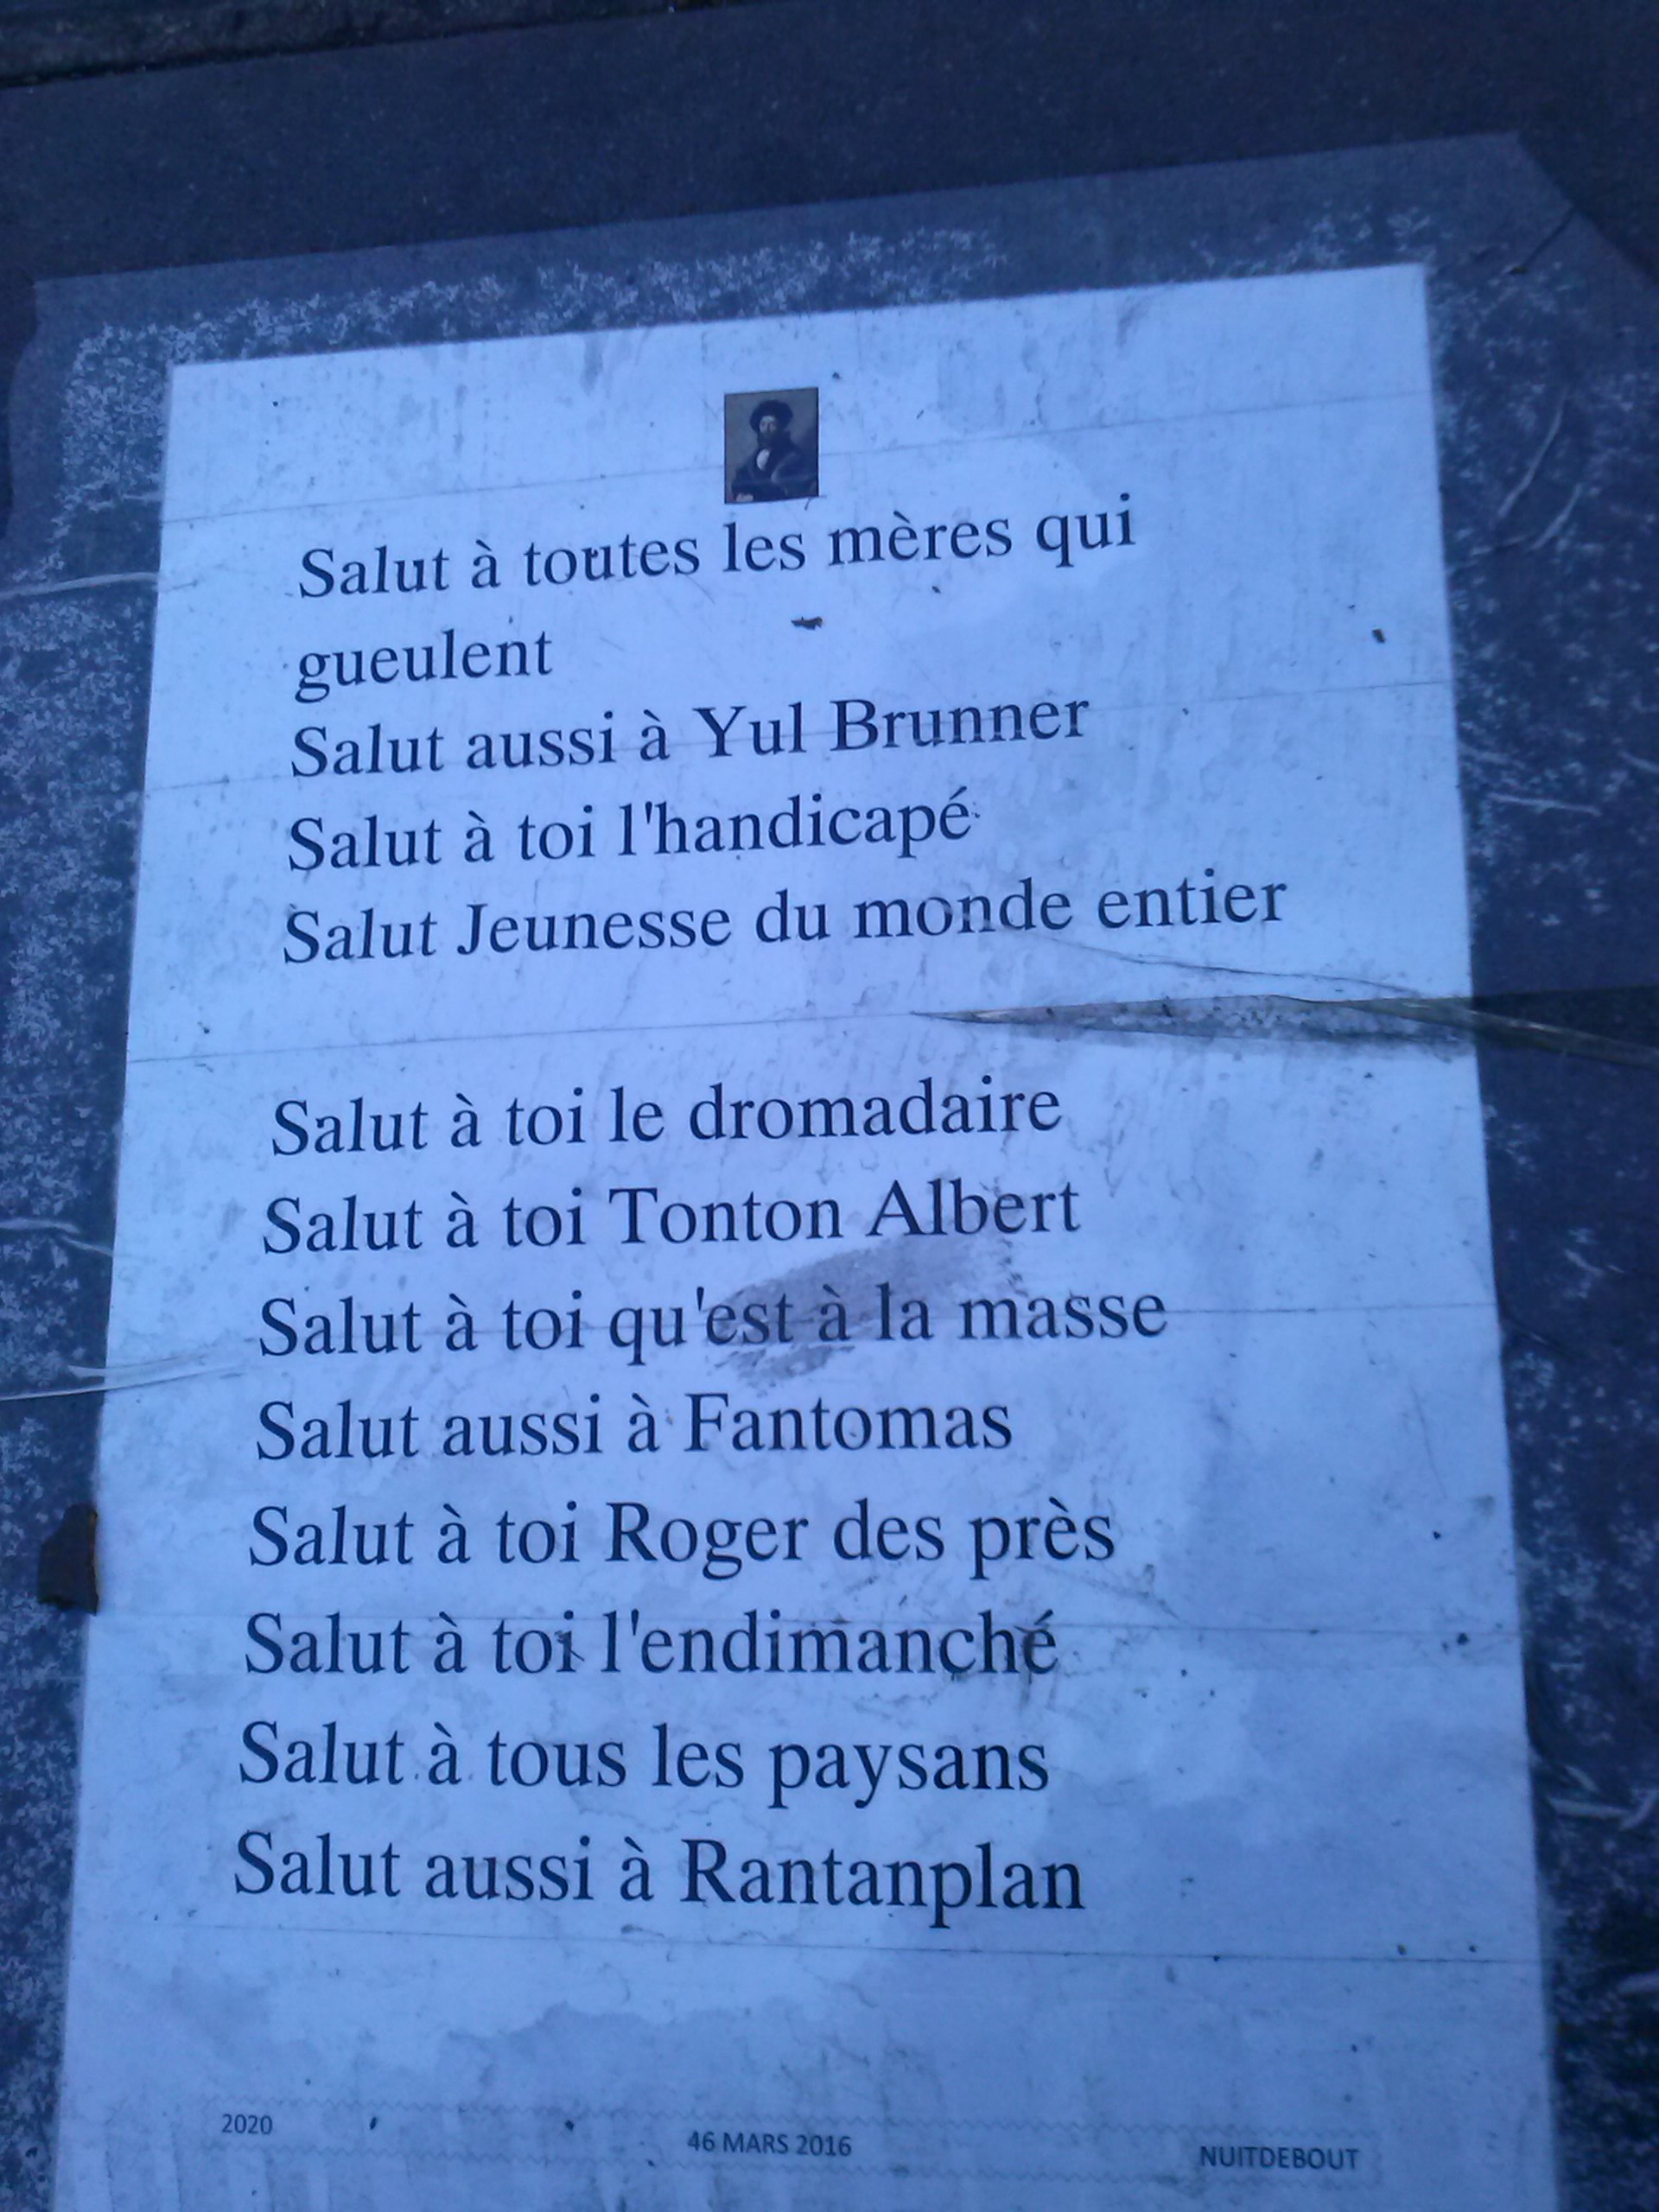 Salut à toutes les mères qui
gueulent
Salut aussi à Yul Brunner
Salut à toi l'handicapé
Salut Jeunesse du monde entier
Salut à toi le dromadaire
Salut à toi Tonton Albert
Salut à toi qu'est à la masse
Salut aussi à Fantomas
Salut à toi Roger des près
Salut à toi l'endimanché
Salut à tous les paysans
Salut aussi à Rantanplan
2020 46 MARS 2016 NUITDEBOUT